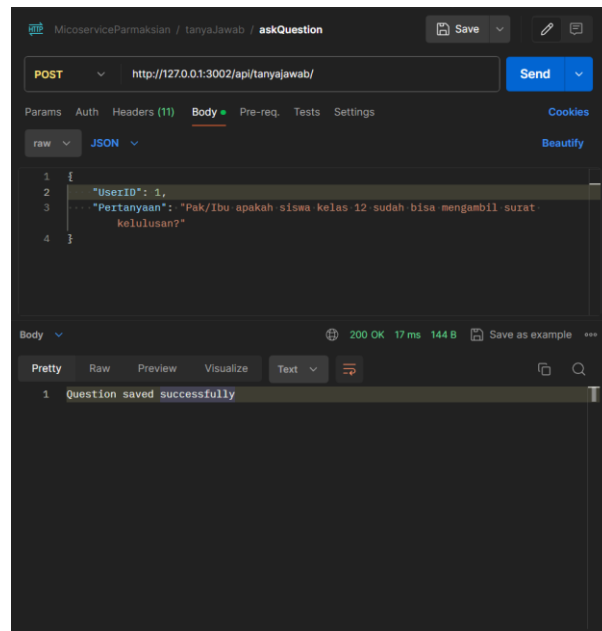 HTTP MicoserviceParmaksian / tanyaJawab / askQuestion Save
POST http://127.0.0.1:3002/api/tanyajawab/ Send
Params Auth Headers (11) Body Pre-req. Tests Settings Cookies
raw JSON Beautify
1 {
2 "UserID": 1,
3 "Pertanyaan": "Pak/Ibu apakah siswa kelas 12 sudah bisa mengambil surat
kelulusan?"
4 }
Body 200 OK 17 ms 144 B Save as example
Pretty Raw Preview Visualize Text
1 Question saved successfully